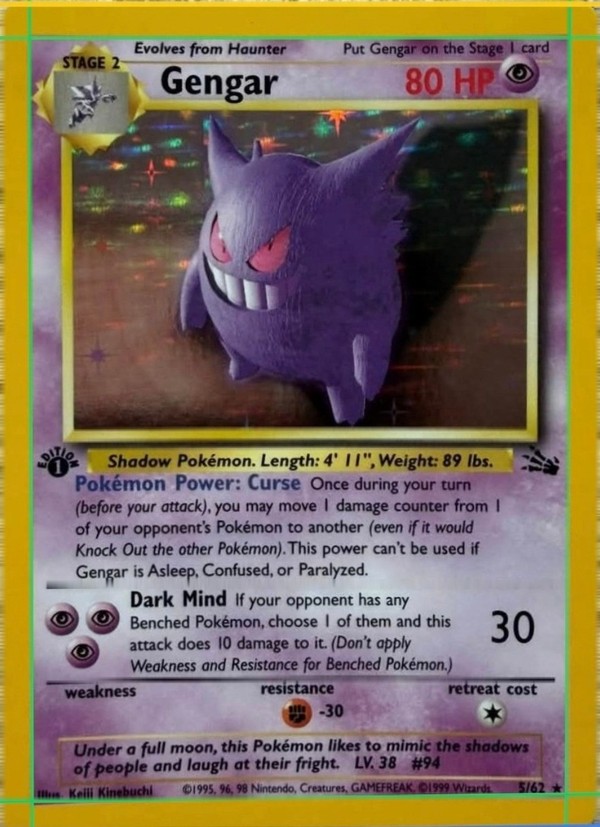 Evolves from Haunter Put Gengar on the Stage 1 card
STAGE 2
Gengar 80 HP
EDITION
1
Shadow Pokémon. Length: 4' 11", Weight: 89 lbs.
Pokémon Power: Curse Once during your turn
(before your attack), you may move 1 damage counter from 1
of your opponent's Pokémon to another (even if it would
Knock Out the other Pokémon). This power can't be used if
Gengar is Asleep, Confused, or Paralyzed.
Dark Mind If your opponent has any
Benched Pokémon, choose 1 of them and this
attack does 10 damage to it. (Don't apply
Weakness and Resistance for Benched Pokémon.)
30
weakness resistance retreat cost
-30
Under a full moon, this Pokémon likes to mimic the shadows
of people and laugh at their fright. LV. 38 #94
Illus. Keiji Kinebuchi ©1995, 96, 98 Nintendo, Creatures, GAMEFREAK. ©1999 Wizards. 5/62 ★